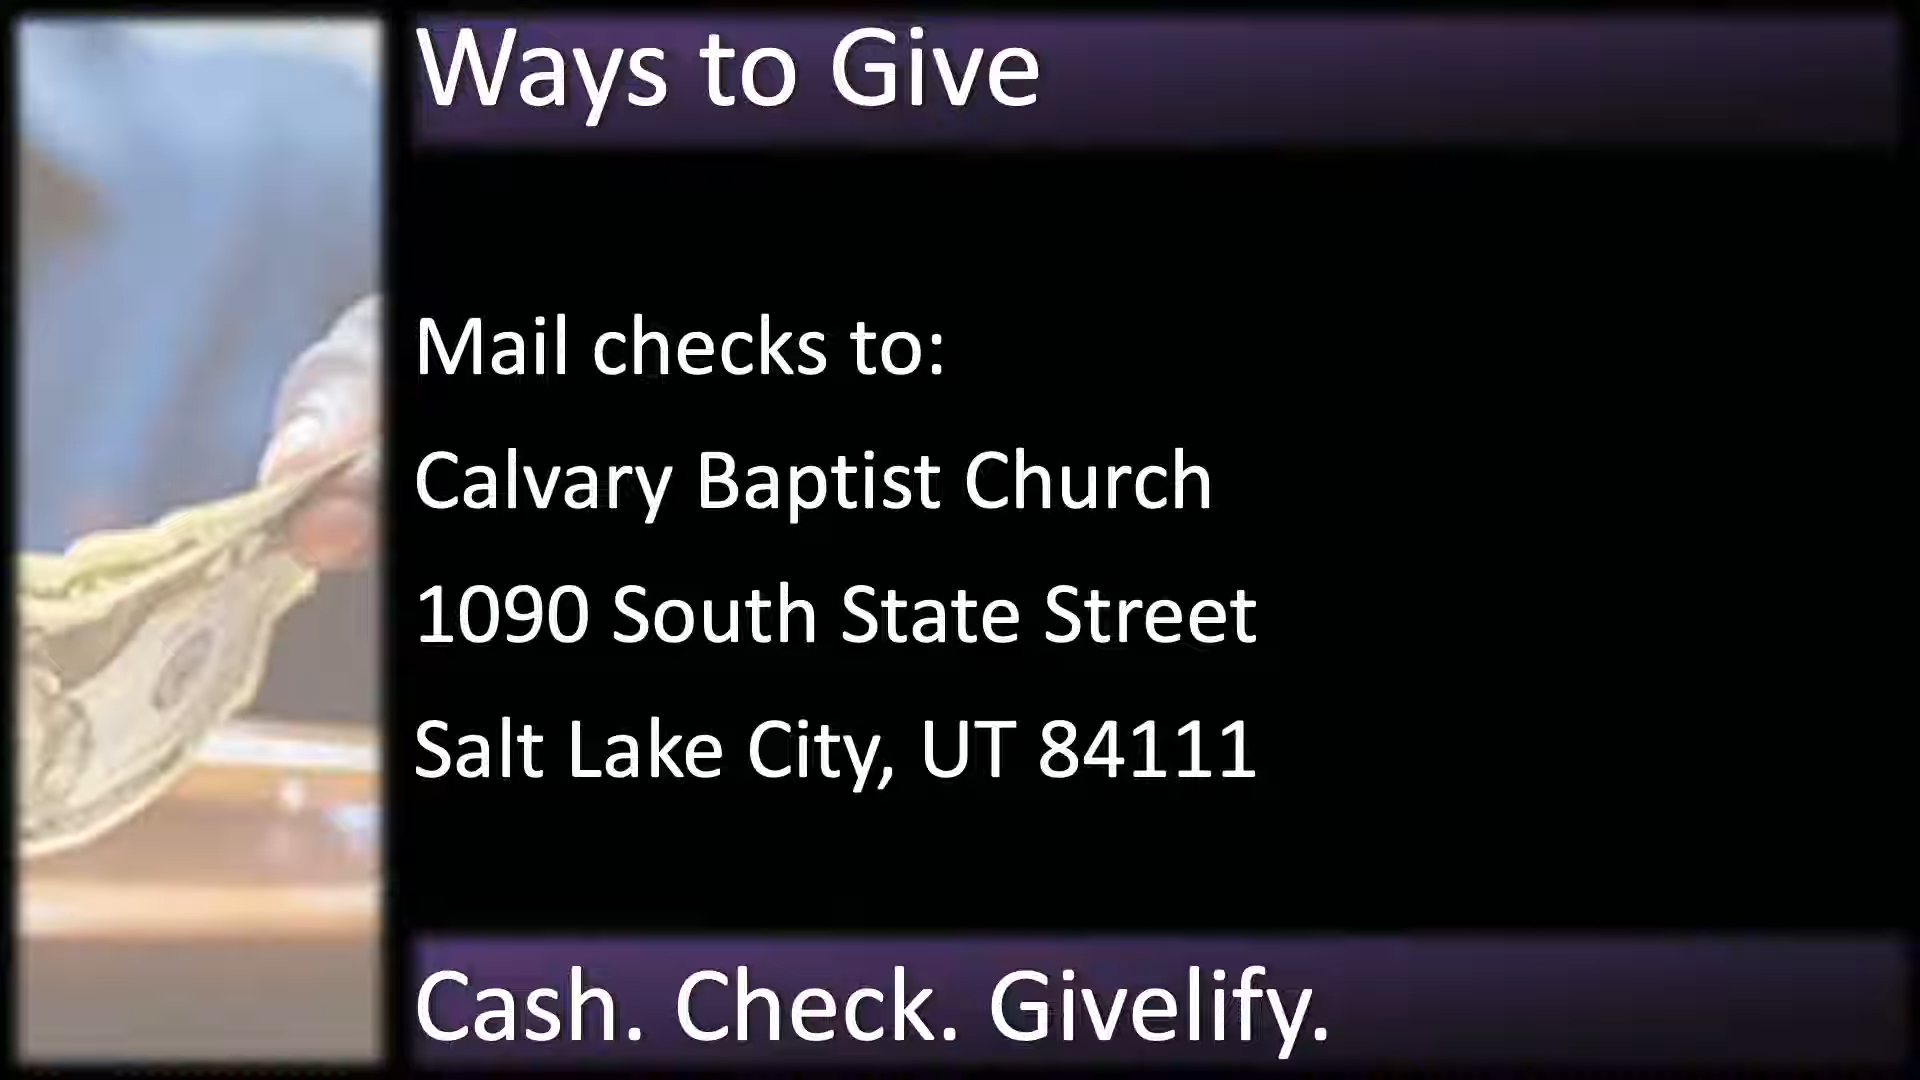 Ways to Give
Mail checks to:
Calvary Baptist Church
1090 South State Street
Salt Lake City, UT 84111
Cash. Check. Givelify.